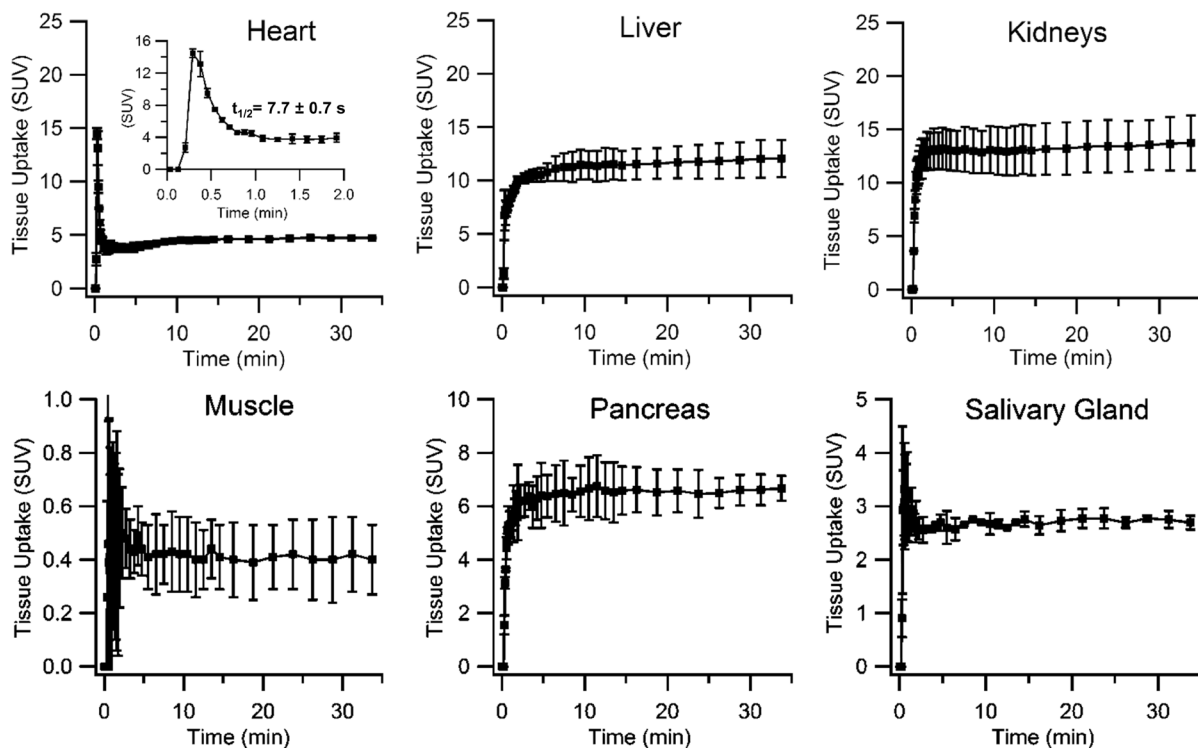 Heart
Tissue Uptake (SUV)
25
20
15
10
5
0
(SUV)
16
12
8
4
0
t1/2= 7.7 ± 0.7 s
0.0 0.5 1.0 1.5 2.0
Time (min)
0 10 20 30
Time (min)
Liver
Tissue Uptake (SUV)
25
20
15
10
5
0
0 10 20 30
Time (min)
Kidneys
Tissue Uptake (SUV)
25
20
15
10
5
0
0 10 20 30
Time (min)
Muscle
Tissue Uptake (SUV)
1.0
0.8
0.6
0.4
0.2
0.0
0 10 20 30
Time (min)
Pancreas
Tissue Uptake (SUV)
10
8
6
4
2
0
0 10 20 30
Time (min)
Salivary Gland
Tissue Uptake (SUV)
5
4
3
2
1
0
0 10 20 30
Time (min)